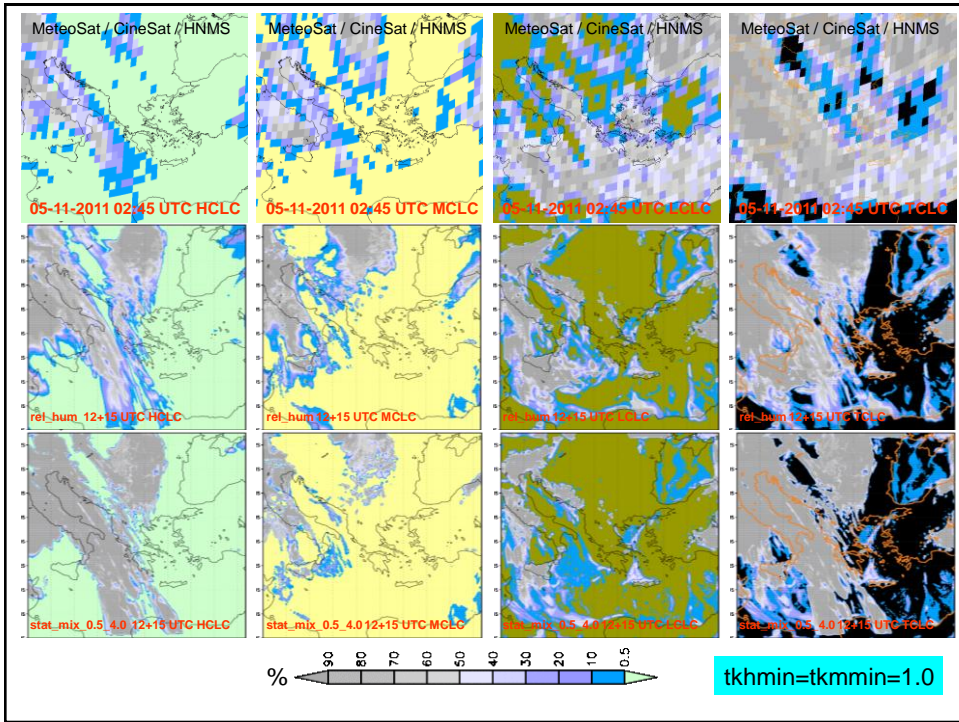 MeteoSat / CineSat / HNMS MeteoSat / CineSat / HNMS MeteoSat / CineSat / HNMS MeteoSat / CineSat / HNMS
05-11-2011 02:45 UTC HCLC 05-11-2011 02:45 UTC MCLC 05-11-2011 02:45 UTC LCLC 05-11-2011 02:45 UTC TCLC
rel_hum 12+15 UTC HCLC rel_hum 12+15 UTC MCLC rel_hum 12+15 UTC LCLC rel_hum 12+15 UTC TCLC
stat_mix_0.5_4.0 12+15 UTC HCLC stat_mix_0.5_4.0 12+15 UTC MCLC stat_mix_0.5_4.0 12+15 UTC LCLC stat_mix_0.5_4.0 12+15 UTC TCLC
% 90 80 70 60 50 40 30 20 10 0.5
tkhmin=tkmmin=1.0